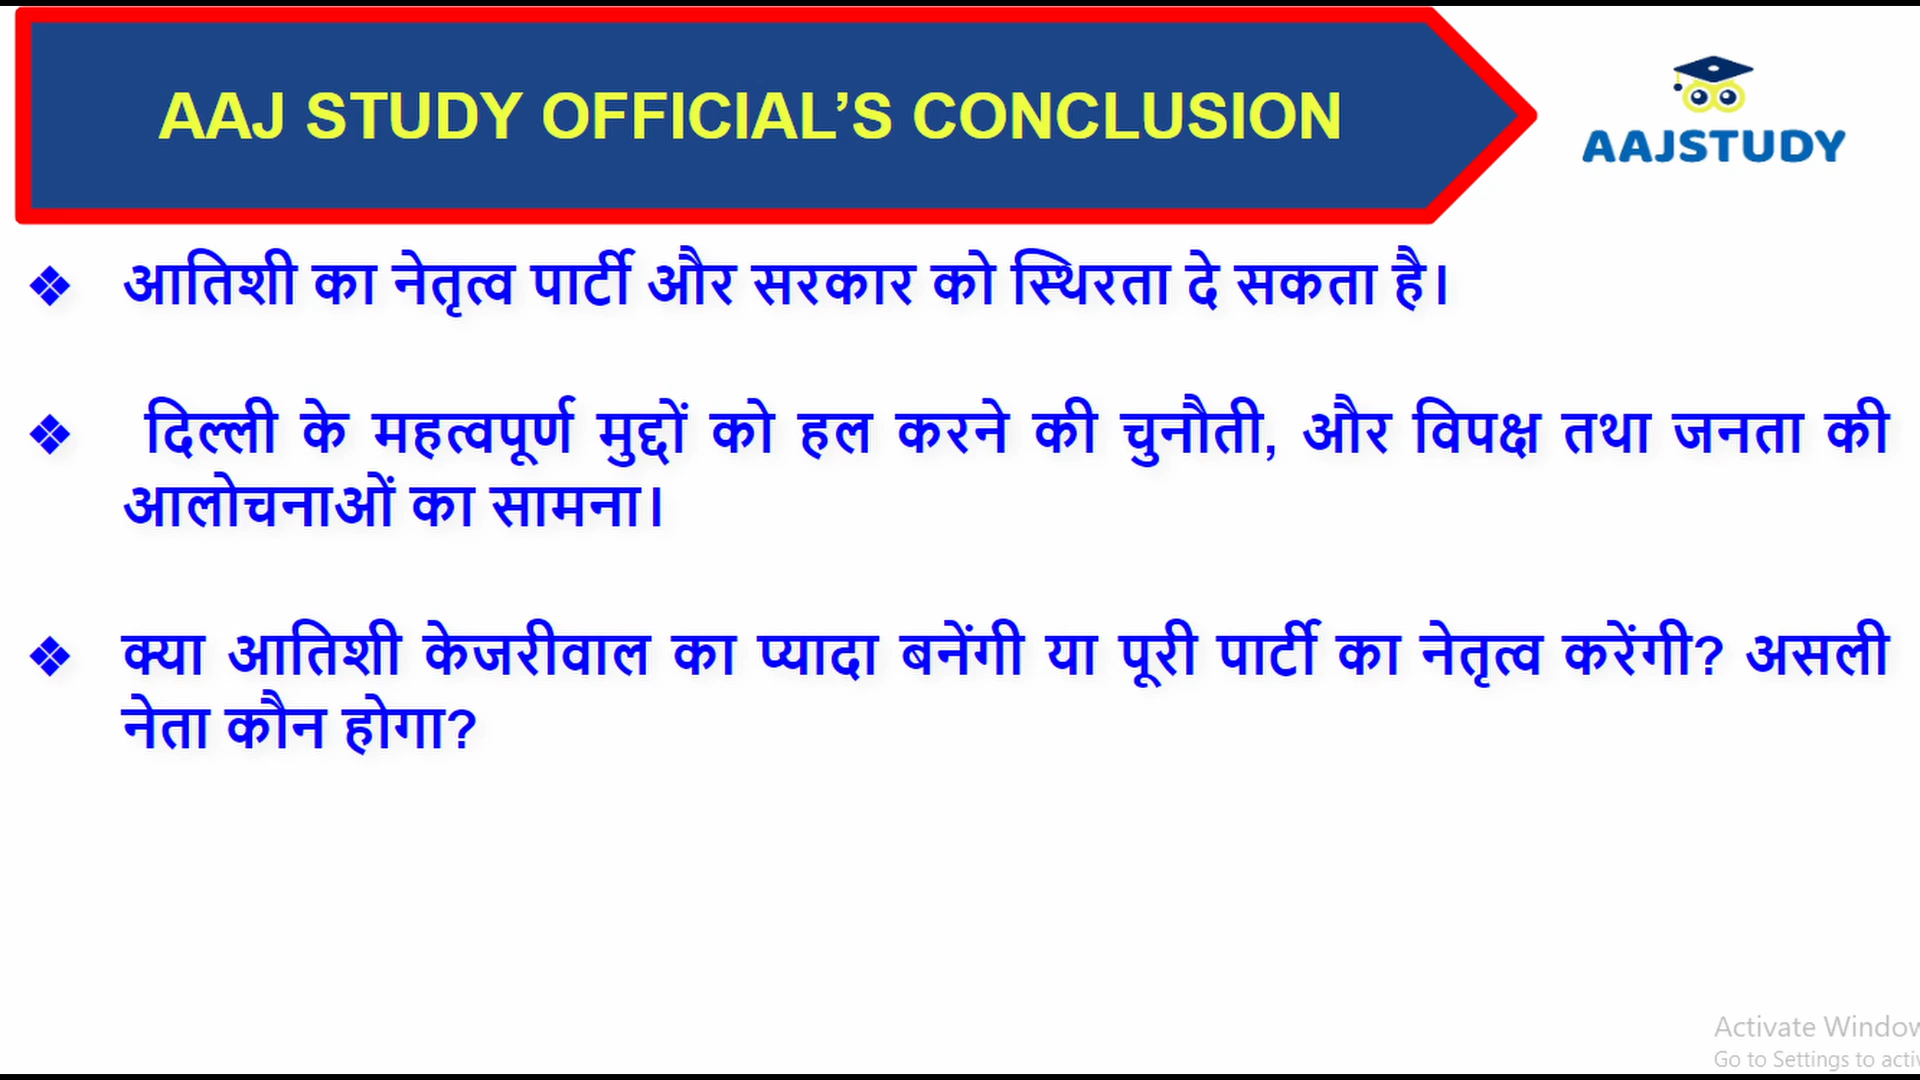 AAJ STUDY OFFICIAL’S CONCLUSION
AAJSTUDY
❖ आतिशी का नेतृत्व पार्टी और सरकार को स्थिरता दे सकता है।
❖ दिल्ली के महत्वपूर्ण मुद्दों को हल करने की चुनौती, और विपक्ष तथा जनता की
आलोचनाओं का सामना।
❖ क्या आतिशी केजरीवाल का प्यादा बनेंगी या पूरी पार्टी का नेतृत्व करेंगी? असली
नेता कौन होगा?
Activate Window
Go to Settings to activ